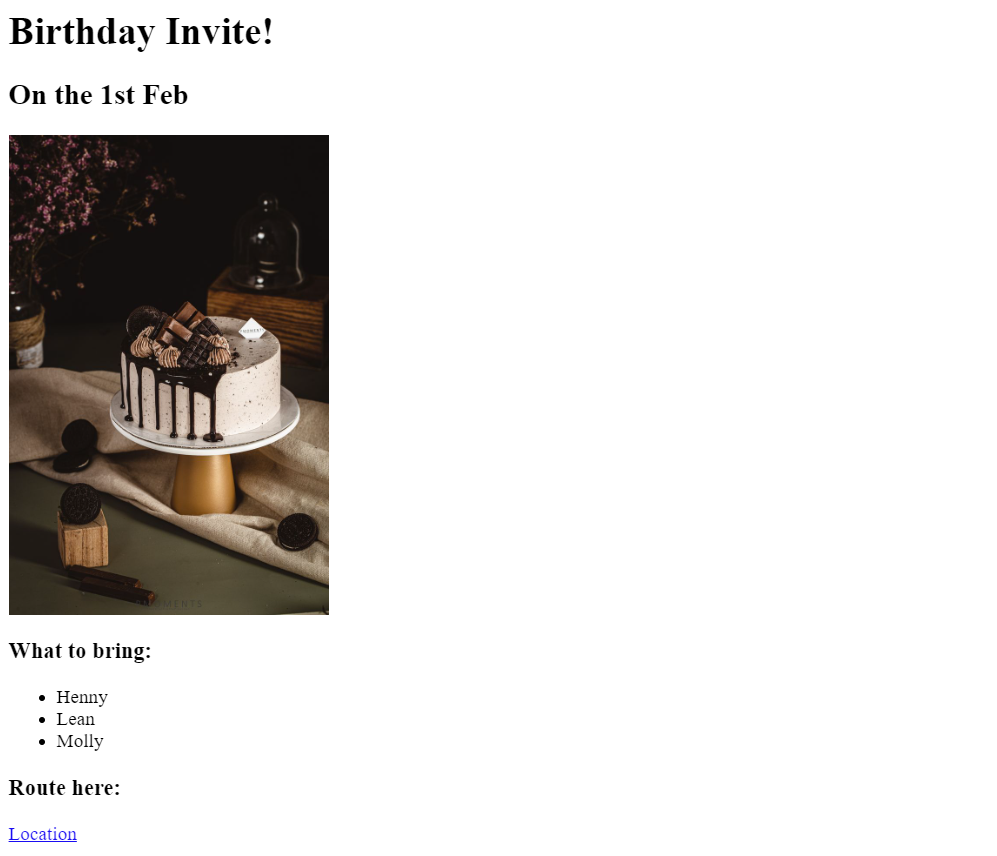 Birthday Invite!
On the 1st Feb
What to bring:
Henny
Lean
Molly
Route here:
Location